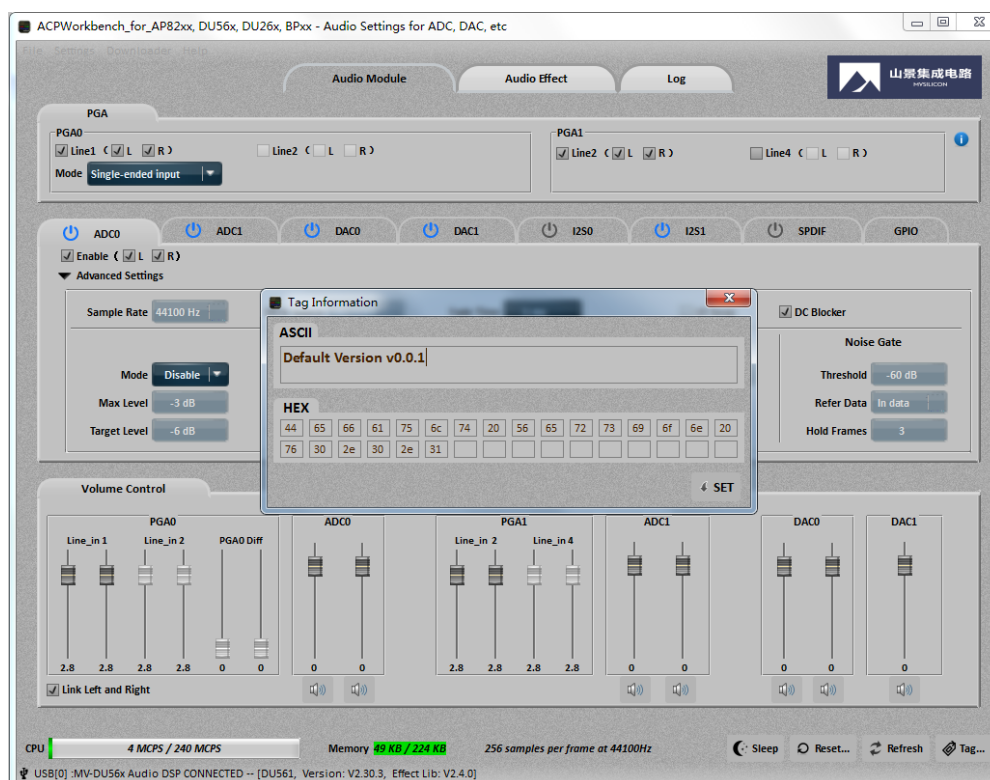 ACPWorkbench_for_AP82xx, DU56x, DU26x, BPxx - Audio Settings for ADC, DAC, etc
File Settings Downloader Help
Audio Module Audio Effect Log
山景集成电路
MVSILICON
PGA
PGA0 PGA1
Line1 ( L R ) Line2 ( L R ) Line2 ( L R ) Line4 ( L R )
Mode Single-ended input
ADC0 ADC1 DAC0 DAC1 I2S0 I2S1 SPDIF GPIO
Enable ( L R )
Advanced Settings
Tag Information
Sample Rate 44100 Hz DC Blocker
ASCII
Default Version v0.0.1
Noise Gate
Mode Disable Threshold -60 dB
Max Level -3 dB Refer Data In data
Target Level -6 dB Hold Frames 3
HEX
44 65 66 61 75 6c 74 20 56 65 72 73 69 6f 6e 20
76 30 2e 30 2e 31
SET
Volume Control
PGA0 ADC0 PGA1 ADC1 DAC0 DAC1
Line_in 1 Line_in 2 PGA0 Diff Line_in 2 Line_in 4
2.8 2.8 2.8 2.8 0 0 0 0 2.8 2.8 2.8 2.8 0 0 0 0 0
Link Left and Right
CPU 4 MCPS / 240 MCPS Memory 49 KB / 224 KB 256 samples per frame at 44100Hz Sleep Reset... Refresh Tag...
USB[0] :MV-DU56x Audio DSP CONNECTED -- [DU561, Version: V2.30.3, Effect Lib: V2.4.0]